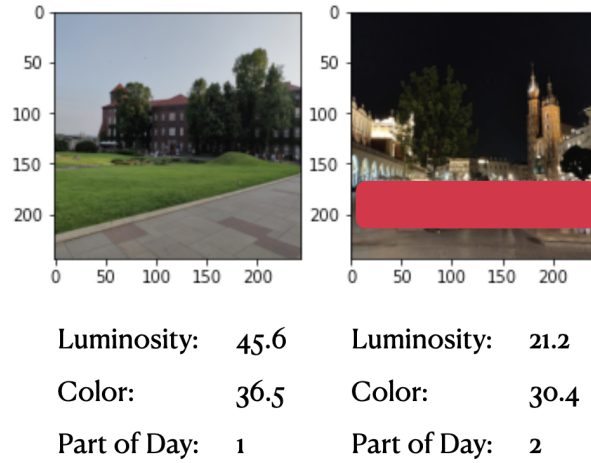 0
50
100
150
200
0 50 100 150 200
0
50
100
150
200
0 50 100 150 200
Luminosity: 45.6
Color: 36.5
Part of Day: 1
Luminosity: 21.2
Color: 30.4
Part of Day: 2